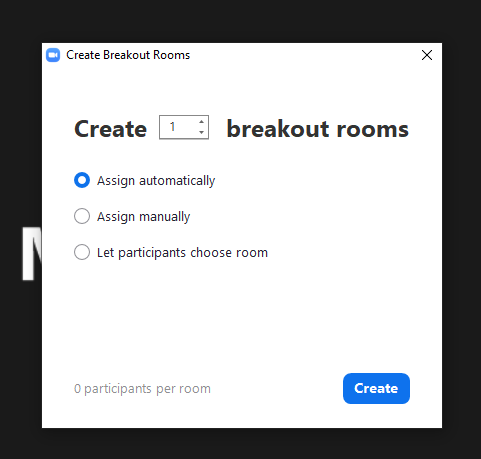 Create Breakout Rooms
Create 1 breakout rooms
Assign automatically
Assign manually
Let participants choose room
0 participants per room
Create